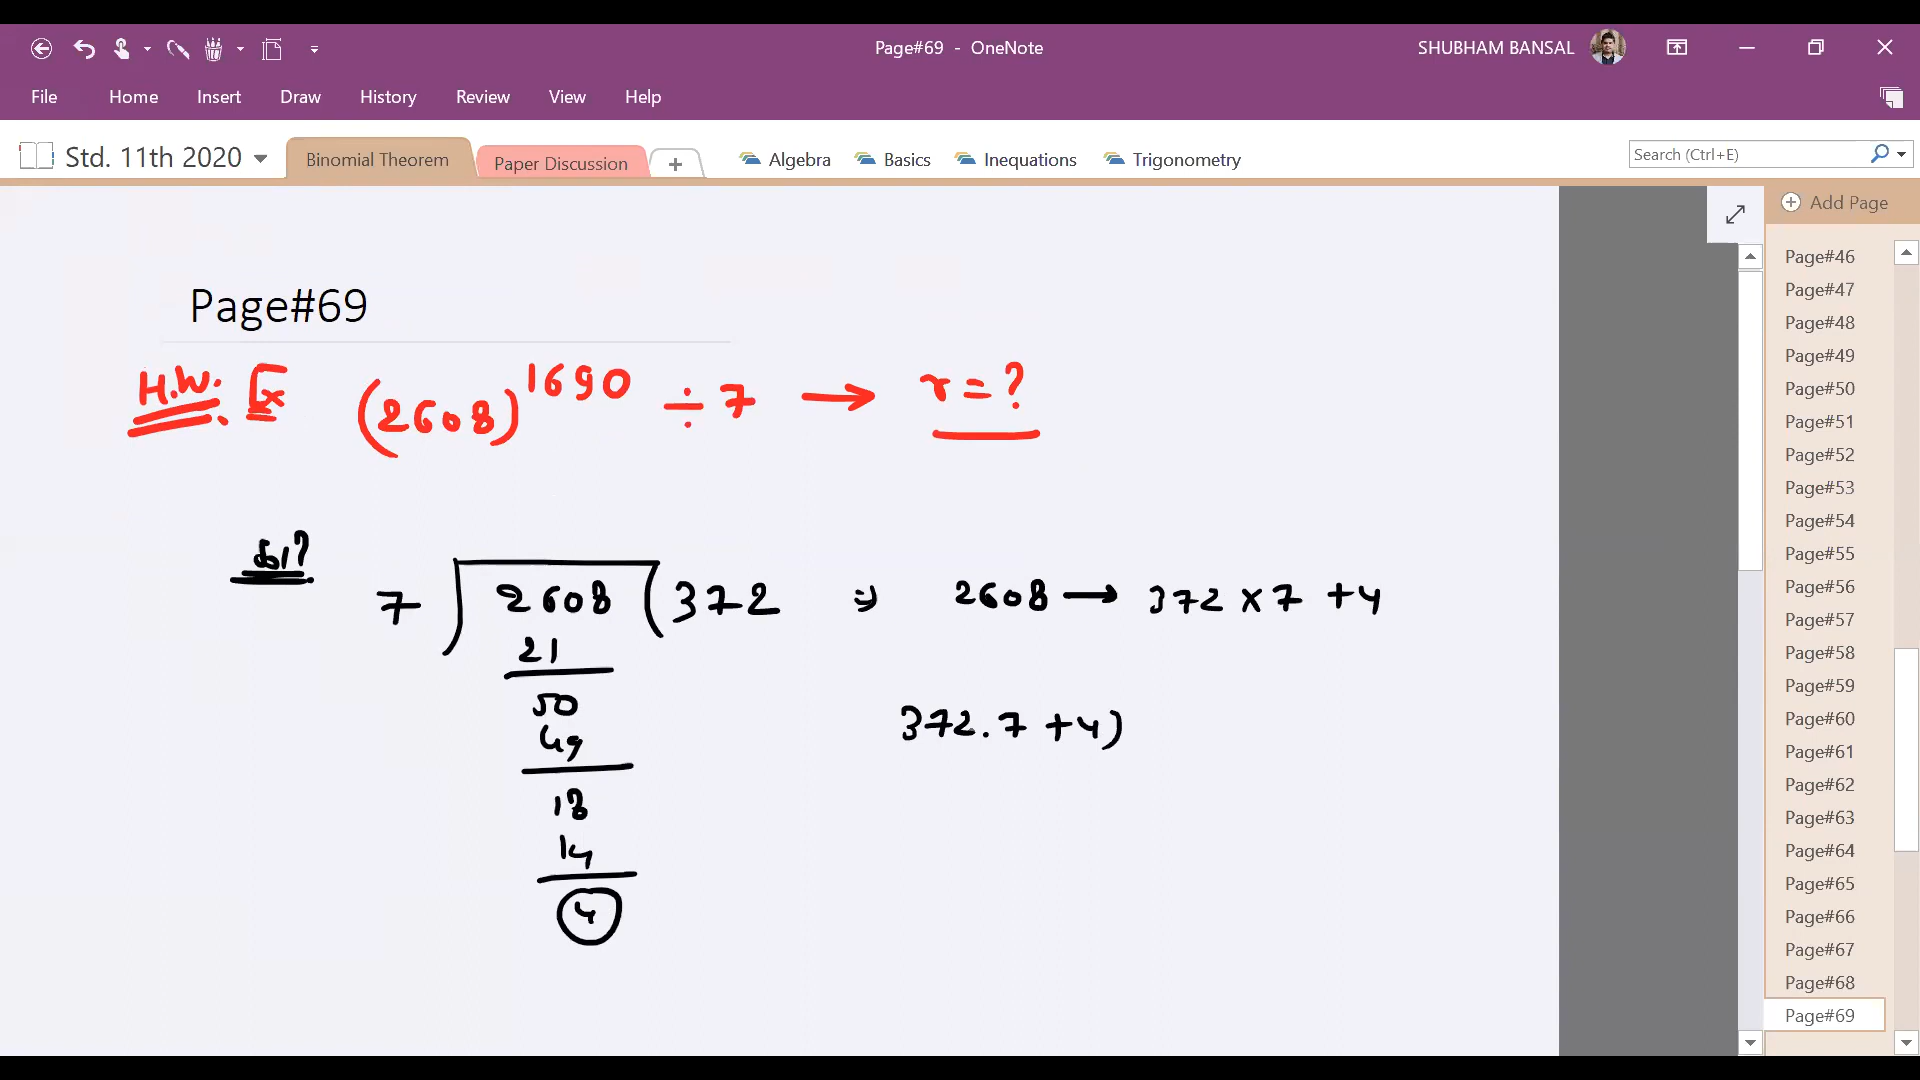 Page#69 - OneNote
SHUBHAM BANSAL
File Home Insert Draw History Review View Help
Std. 11th 2020
Binomial Theorem
Paper Discussion
Algebra Basics Inequations Trigonometry
Search (Ctrl+E)
Add Page
Page#69
H.W. Ex (2608)^1690 ÷ 7 → r = ?
Sol?
7 ) 2608 ( 372 ⇒ 2608 → 372 × 7 + 4
21
50
49
18
14
4
372.7 + 4)
Page#46
Page#47
Page#48
Page#49
Page#50
Page#51
Page#52
Page#53
Page#54
Page#55
Page#56
Page#57
Page#58
Page#59
Page#60
Page#61
Page#62
Page#63
Page#64
Page#65
Page#66
Page#67
Page#68
Page#69